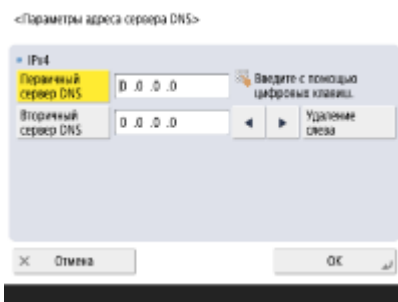 <Параметры адреса сервера DNS>
IPv4
Первичный
сервер DNS
0 .0 .0 .0
Введите с помощью
цифровых клавиш.
Вторичный
сервер DNS
0 .0 .0 .0
Удаление
слева
Отмена
OK